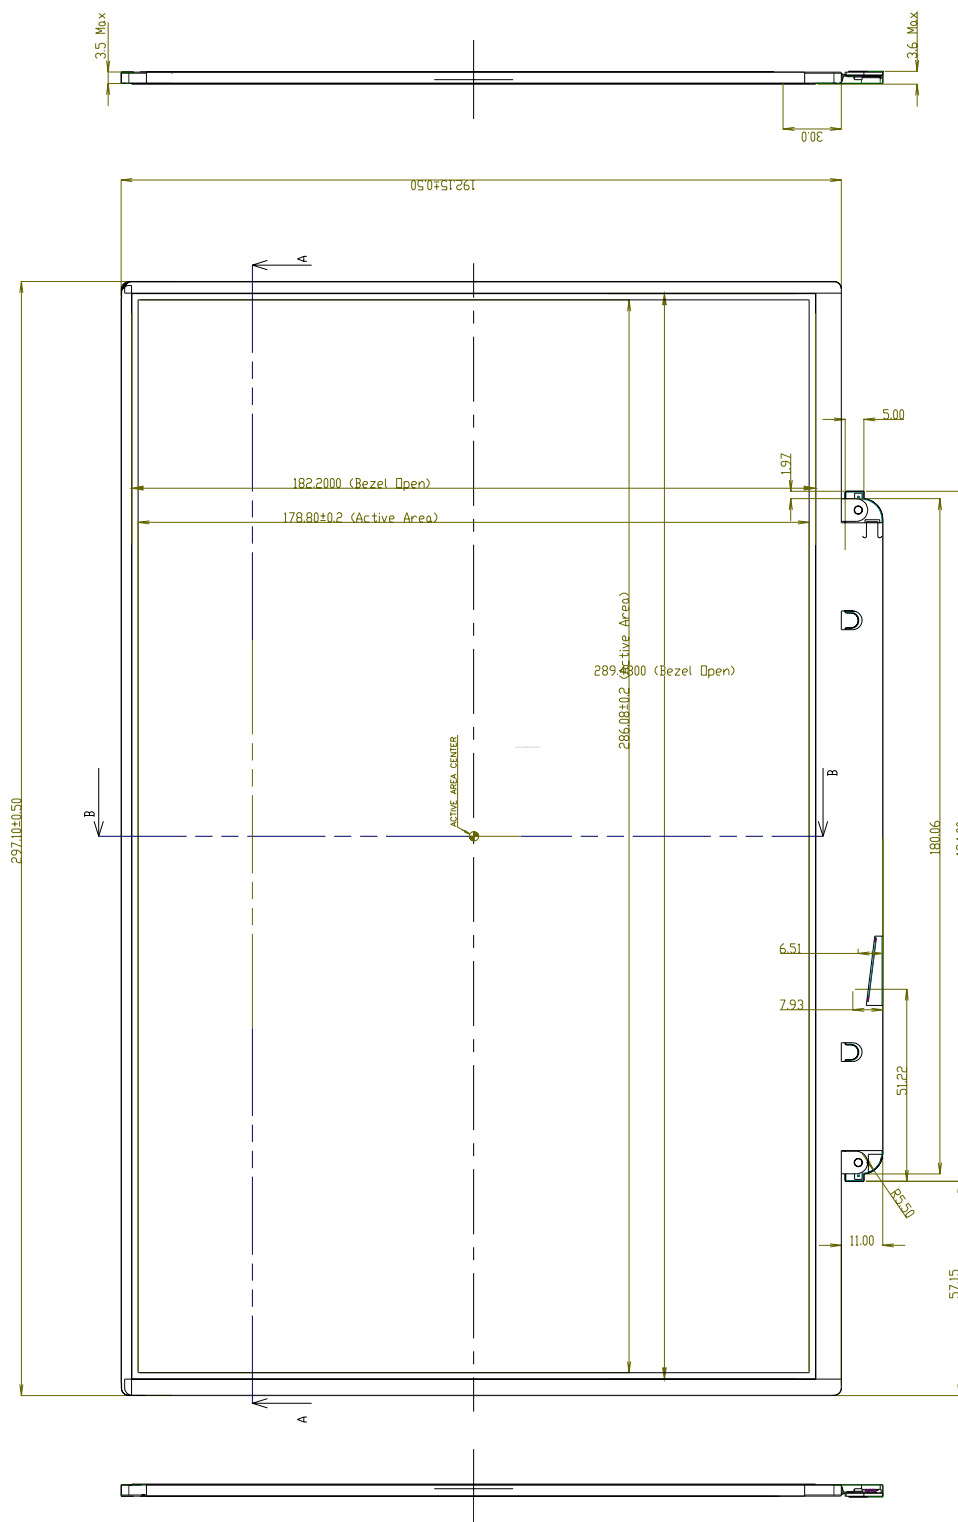 3.5 Max
3.6 Max
30.0
192.15±0.50
A
5.00
1.97
182.2000 (Bezel Open)
178.80±0.2 (Active Area)
286.08±0.2 (Active Area)
289.4800 (Bezel Open)
ACTIVE AREA CENTER
B
B
297.10±0.50
180.06
6.51
7.93
51.22
R5.50
11.00
57.15
A